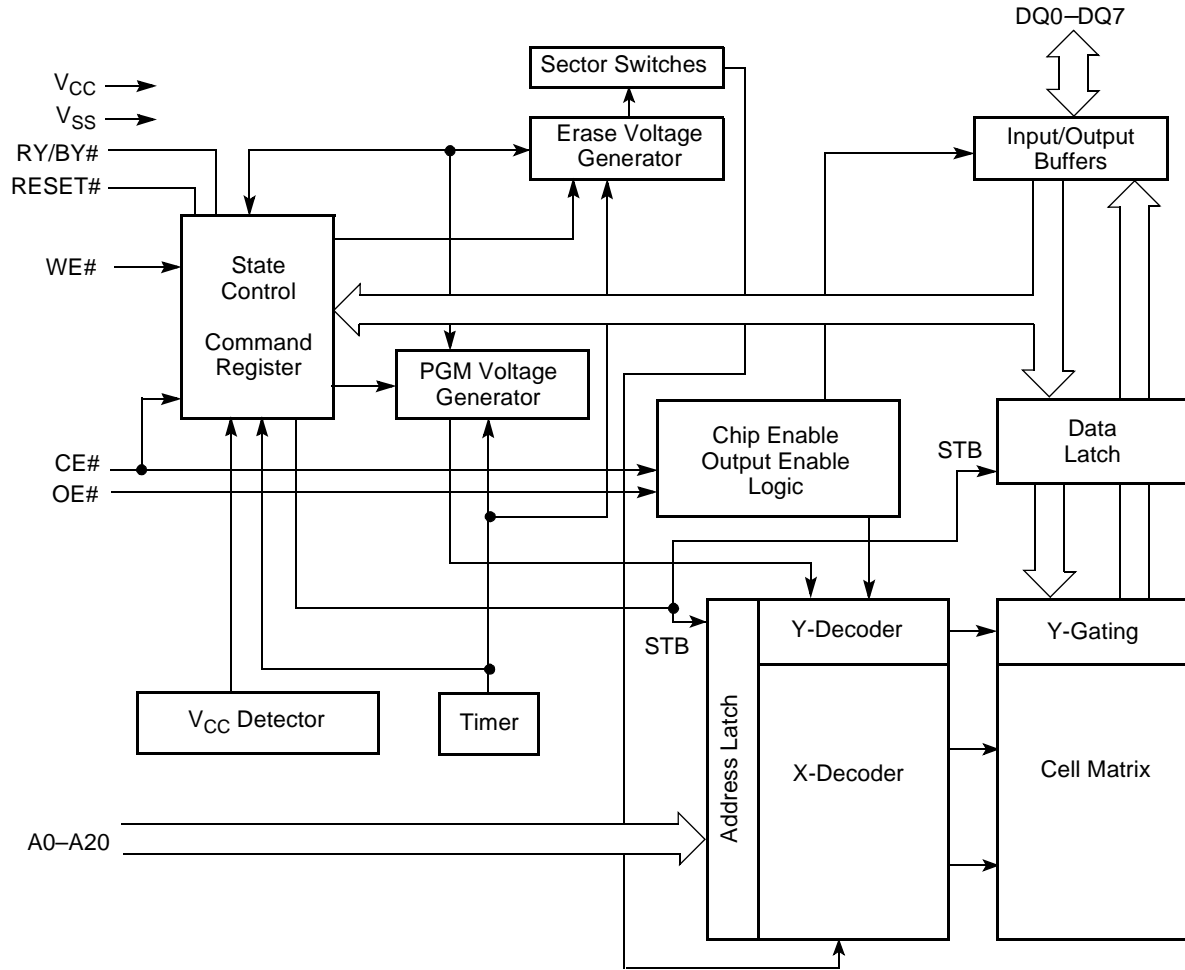 DQ0–DQ7
Sector Switches
VCC
VSS
Erase Voltage
Generator
Input/Output
Buffers
RY/BY#
RESET#
WE#
State
Control
Command
Register
PGM Voltage
Generator
Chip Enable
Output Enable
Logic
Data
Latch
STB
CE#
OE#
STB
Y-Decoder
Y-Gating
VCC Detector
Timer
Address Latch
X-Decoder
Cell Matrix
A0–A20